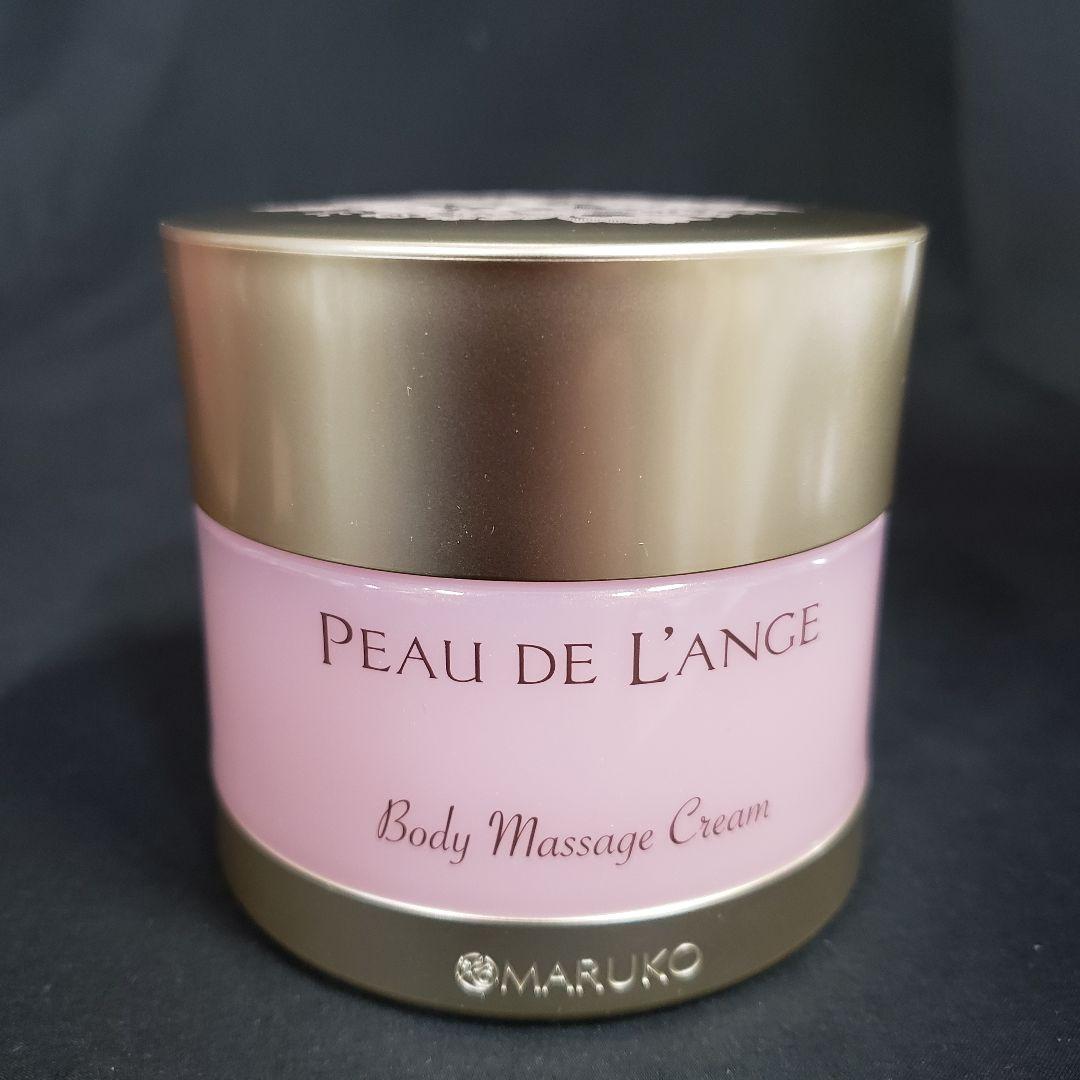 PEAU DE L'ANGE
Body Massage Cream
MARUKO